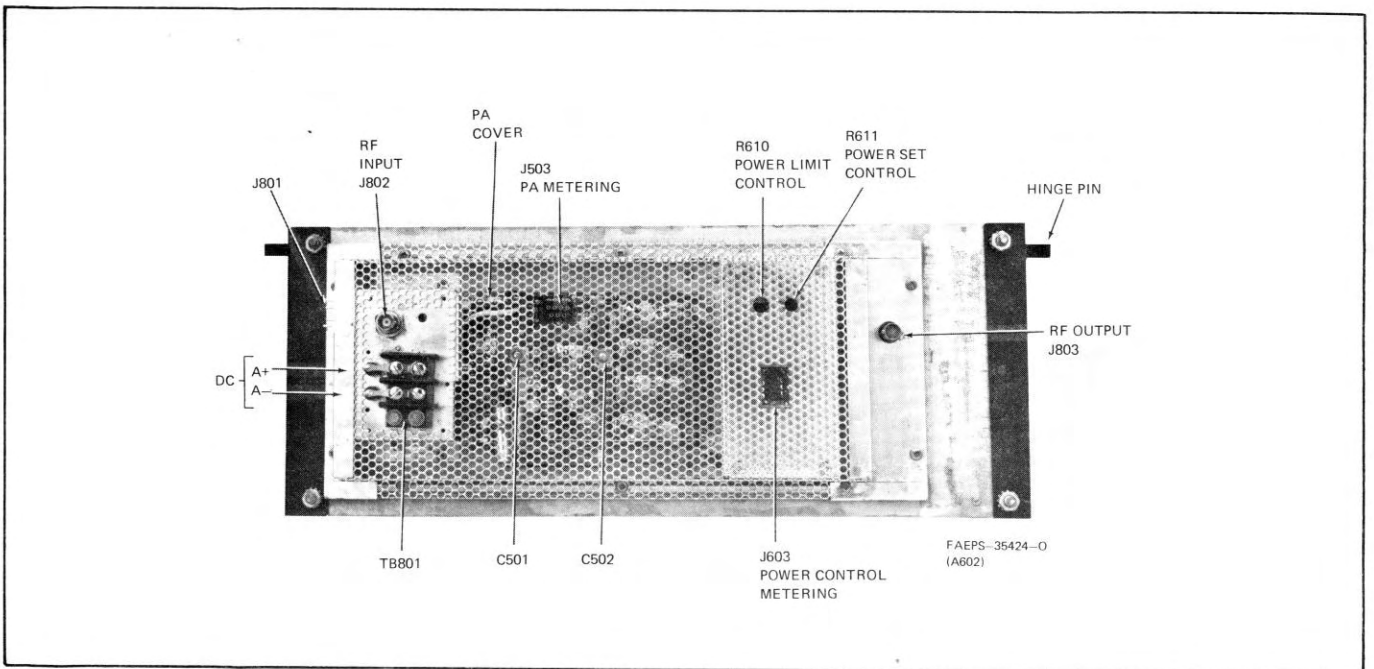 PA
COVER
RF
INPUT
J802
J503
PA METERING
R610
POWER LIMIT
CONTROL
R611
POWER SET
CONTROL
J801
HINGE PIN
RF OUTPUT
J803
DC
A+
A–
TB801
C501
C502
J603
POWER CONTROL
METERING
FAEPS–35424–O
(A602)